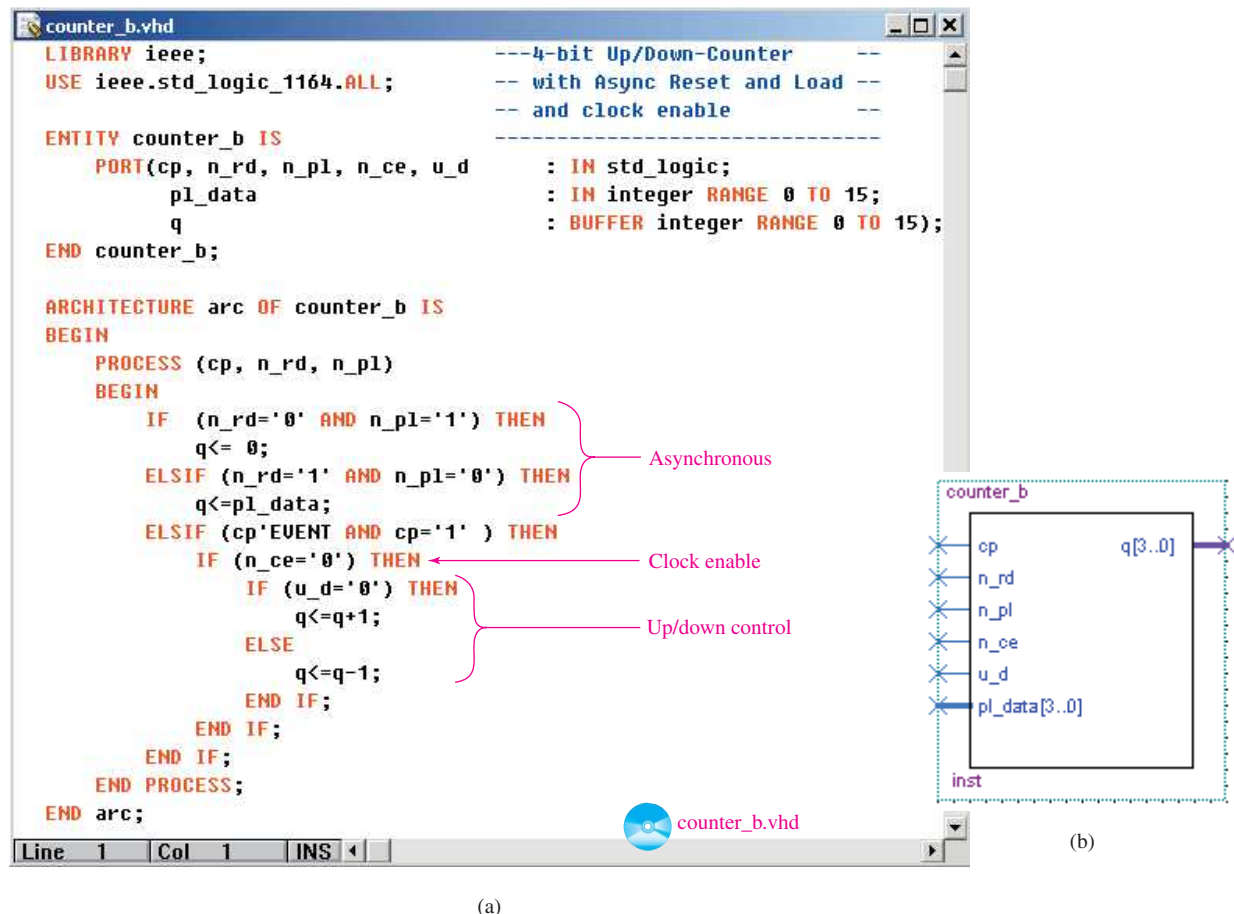 counter_b.vhd
LIBRARY ieee; ---4-bit Up/Down-Counter --
USE ieee.std_logic_1164.ALL; -- with Async Reset and Load --
-- and clock enable --
ENTITY counter_b IS -------------------------------
PORT(cp, n_rd, n_pl, n_ce, u_d : IN std_logic;
pl_data : IN integer RANGE 0 TO 15;
q : BUFFER integer RANGE 0 TO 15);
END counter_b;
ARCHITECTURE arc OF counter_b IS
BEGIN
PROCESS (cp, n_rd, n_pl)
BEGIN
IF (n_rd='0' AND n_pl='1') THEN
q<= 0;
Asynchronous
ELSIF (n_rd='1' AND n_pl='0') THEN
q<=pl_data;
ELSIF (cp'EVENT AND cp='1' ) THEN
IF (n_ce='0') THEN
Clock enable
IF (u_d='0') THEN
q<=q+1;
Up/down control
ELSE
q<=q-1;
END IF;
END IF;
END IF;
END PROCESS;
END arc;
counter_b.vhd
Line 1 Col 1 INS
(a)
counter_b
cp q[3..0]
n_rd
n_pl
n_ce
u_d
pl_data[3..0]
inst
(b)